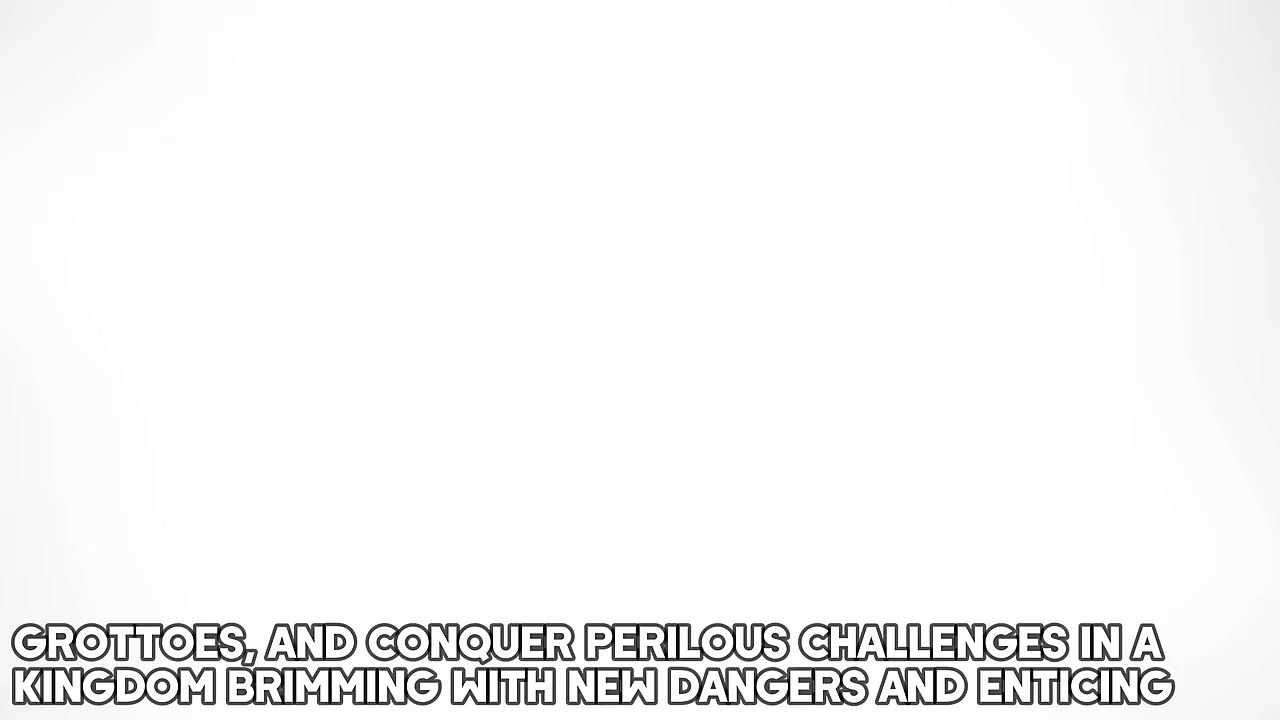 GROTTOES, AND CONQUER PERILOUS CHALLENGES IN A
KINGDOM BRIMMING WITH NEW DANGERS AND ENTICING